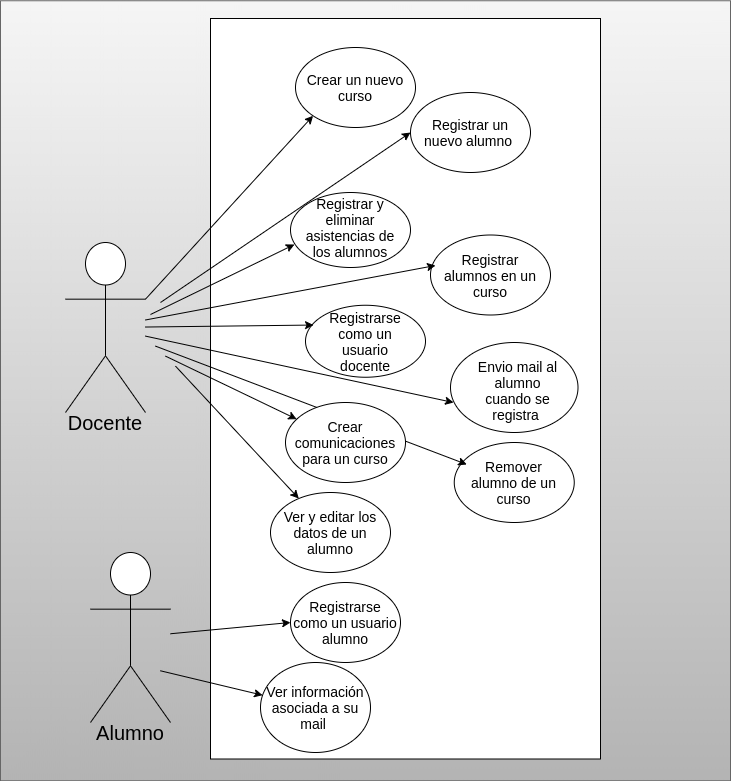 Crear un nuevo
curso
Registrar un
nuevo alumno
Registrar y
eliminar
asistencias de
los alumnos
Registrar
alumnos en un
curso
Registrarse
como un
usuario
docente
Envio mail al
alumno
cuando se
registra
Crear
comunicaciones
para un curso
Remover
alumno de un
curso
Docente
Ver y editar los
datos de un
alumno
Registrarse
como un usuario
alumno
Ver información
asociada a su
mail
Alumno